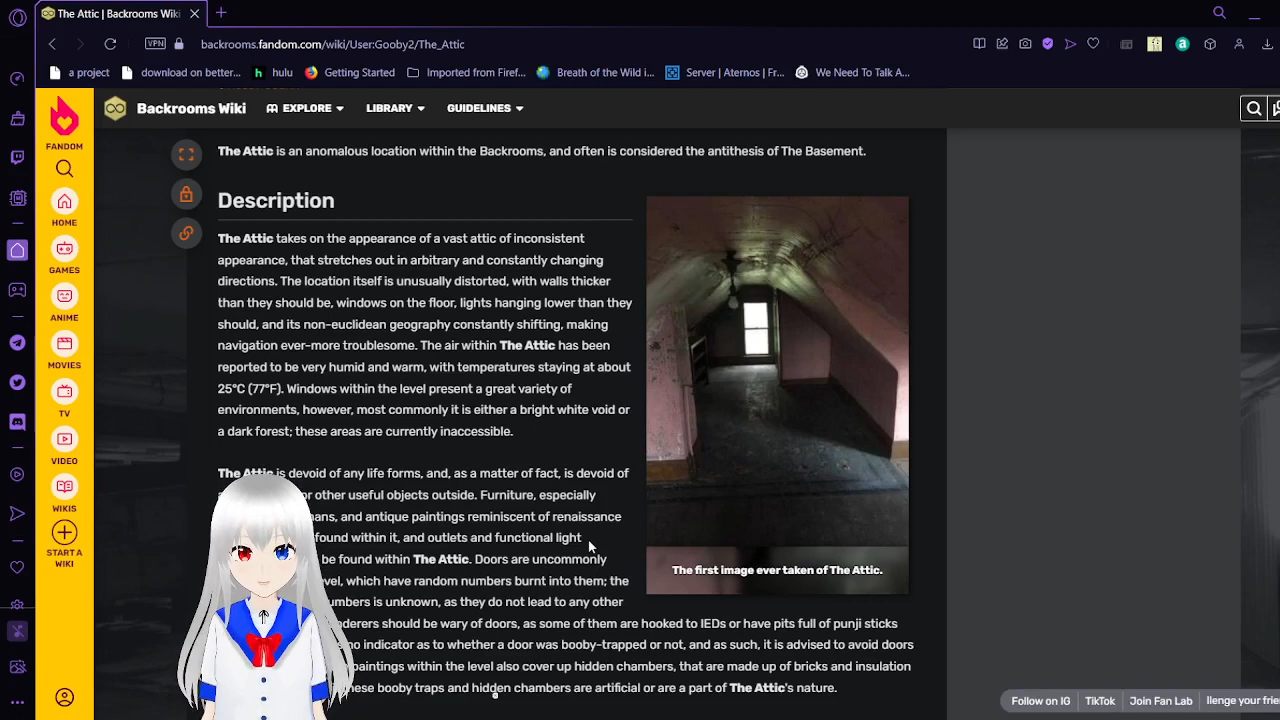 The Attic | Backrooms Wiki
VPN
backrooms.fandom.com/wiki/User:Gooby2/The_Attic
a project
download on better...
hulu
Getting Started
Imported from Firef...
Breath of the Wild i...
Server | Aternos | Fr...
We Need To Talk A...
Backrooms Wiki
EXPLORE
LIBRARY
GUIDELINES
FANDOM
HOME
GAMES
ANIME
MOVIES
TV
VIDEO
WIKIS
START A
WIKI
The Attic is an anomalous location within the Backrooms, and often is considered the antithesis of The Basement.
Description
The Attic takes on the appearance of a vast attic of inconsistent
appearance, that stretches out in arbitrary and constantly changing
directions. The location itself is unusually distorted, with walls thicker
than they should be, windows on the floor, lights hanging lower than they
should, and its non-euclidean geography constantly shifting, making
navigation ever-more troublesome. The air within The Attic has been
reported to be very humid and warm, with temperatures staying at about
25°C (77°F). Windows within the level present a great variety of
environments, however, most commonly it is either a bright white void or
a dark forest; these areas are currently inaccessible.
The Attic is devoid of any life forms, and, as a matter of fact, is devoid of
or other useful objects outside. Furniture, especially
and antique paintings reminiscent of renaissance
found within it, and outlets and functional light
be found within The Attic. Doors are uncommonly
which have random numbers burnt into them; the
is unknown, as they do not lead to any other
should be wary of doors, as some of them are hooked to IEDs or have pits full of punji sticks
no indicator as to whether a door was booby-trapped or not, and as such, it is advised to avoid doors
paintings within the level also cover up hidden chambers, that are made up of bricks and insulation
these booby traps and hidden chambers are artificial or are a part of The Attic's nature.
The first image ever taken of The Attic.
Follow on IG
TikTok
Join Fan Lab